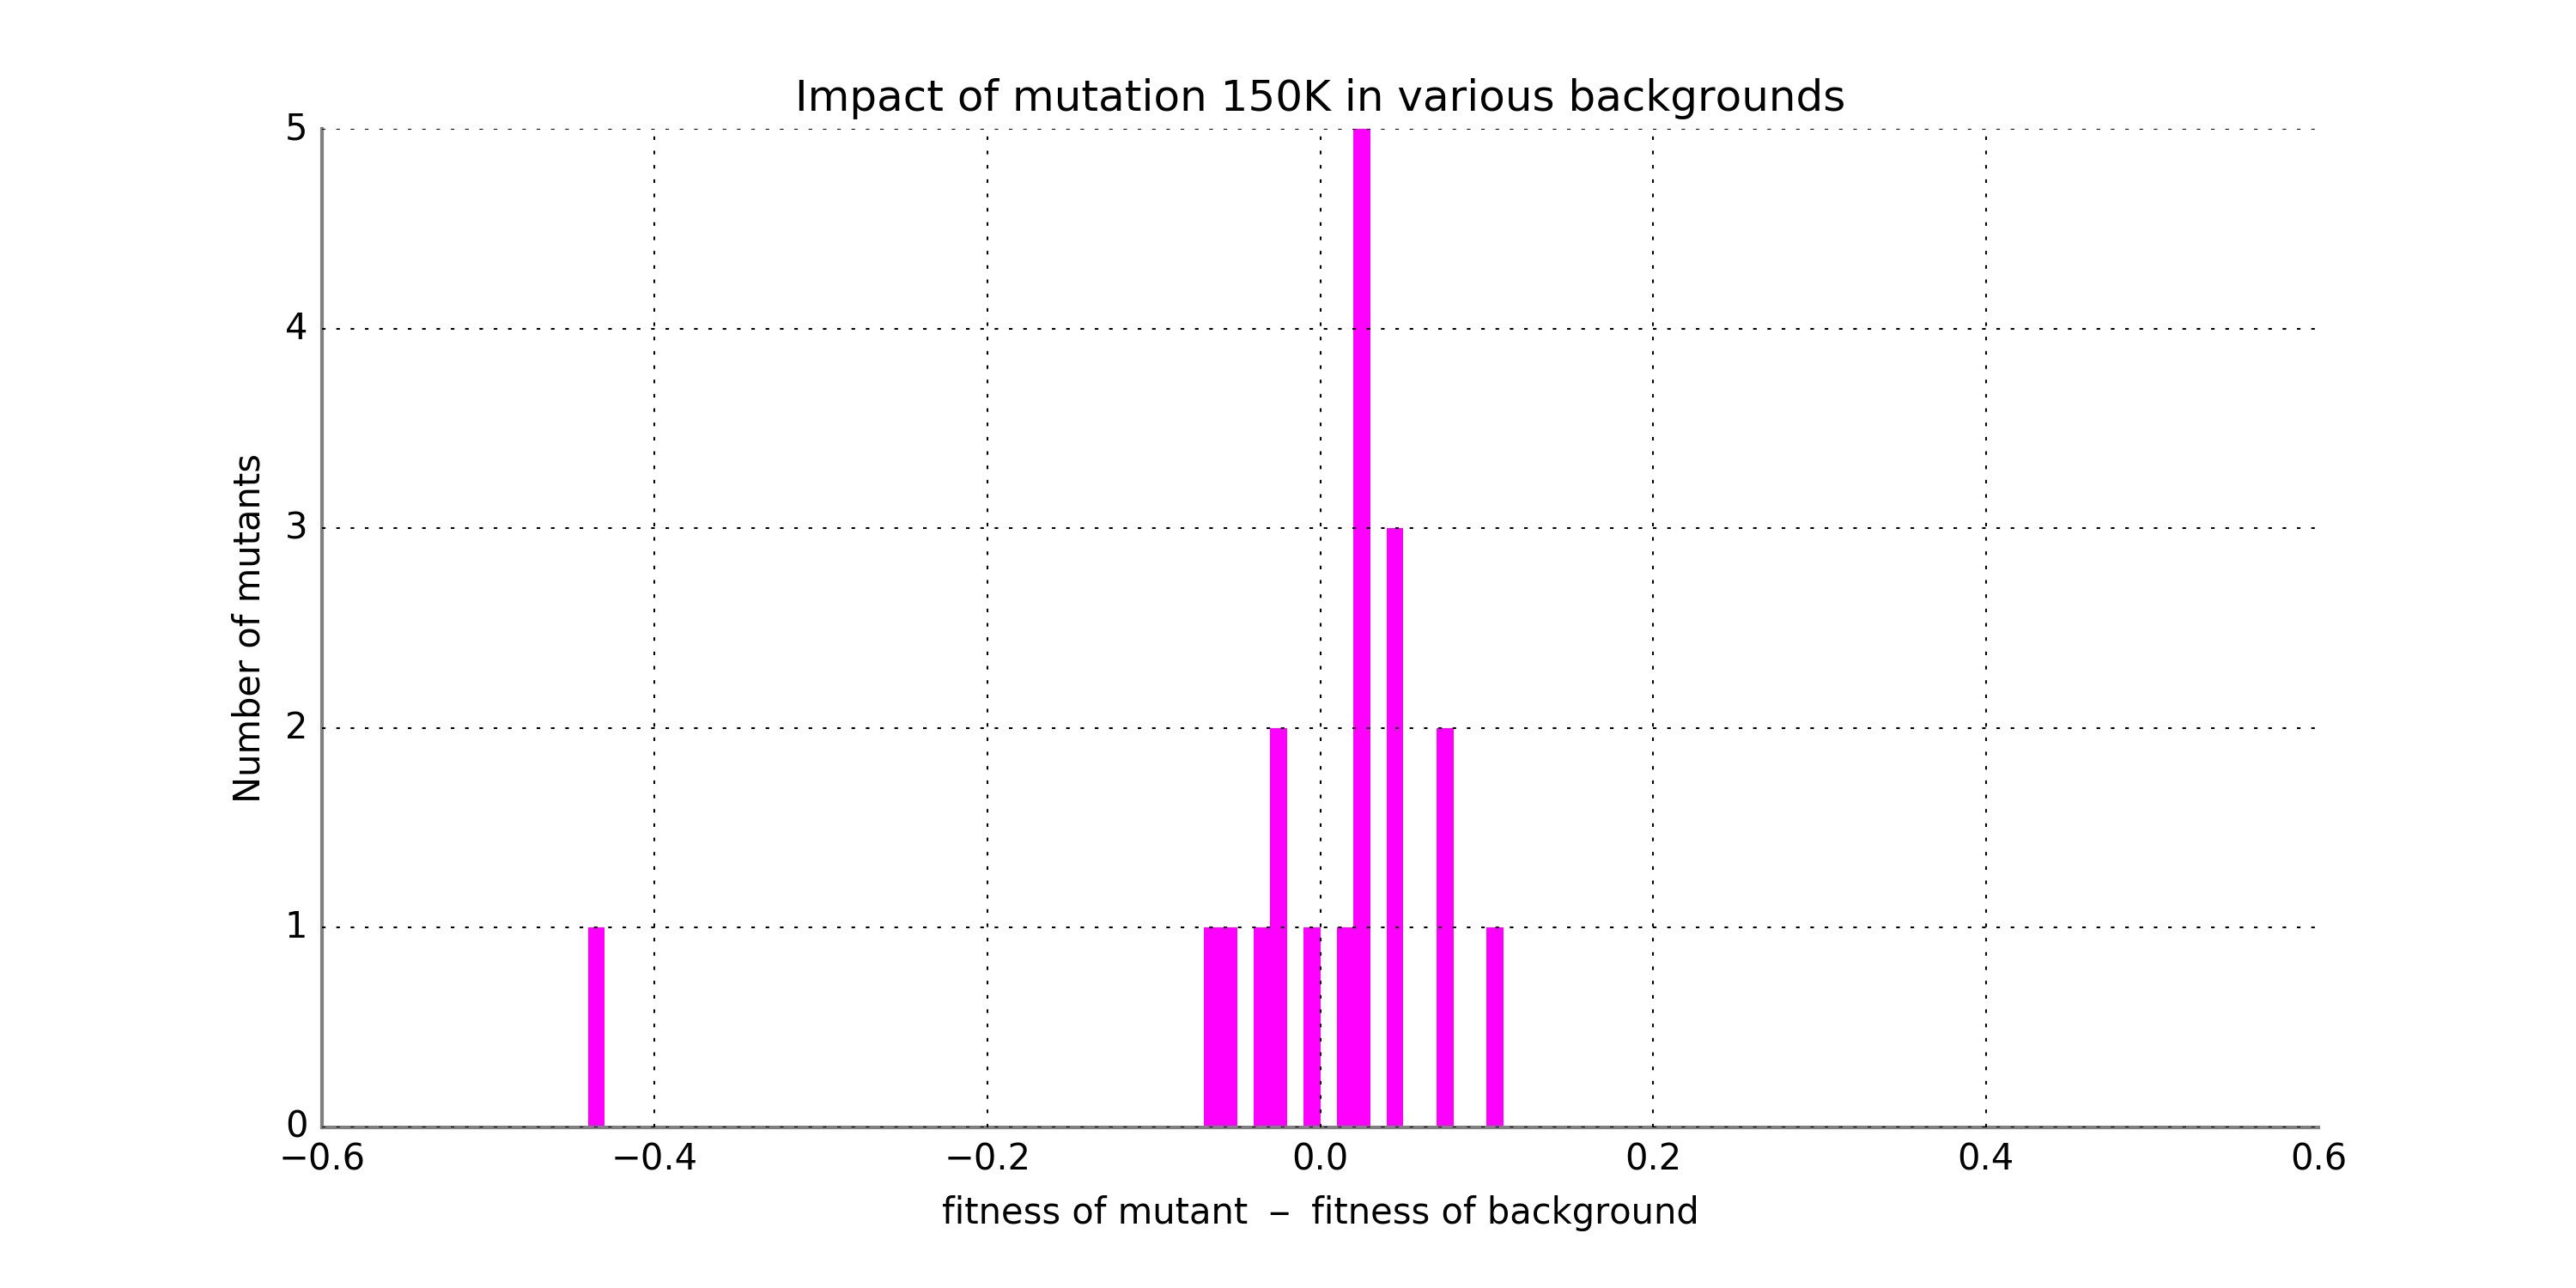 Impact of mutation 150K in various backgrounds
5
4
3
2
1
0
Number of mutants
−0.6 −0.4 −0.2 0.0 0.2 0.4 0.6
fitness of mutant − fitness of background